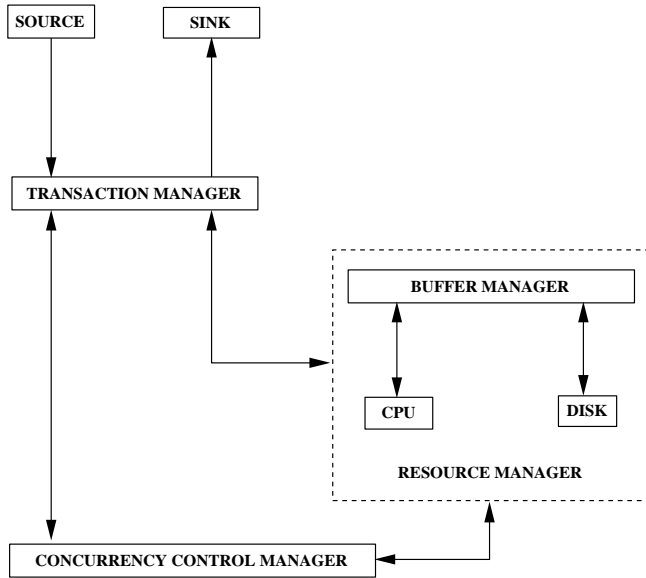 SOURCE
SINK
TRANSACTION MANAGER
BUFFER MANAGER
CPU
DISK
RESOURCE MANAGER
CONCURRENCY CONTROL MANAGER